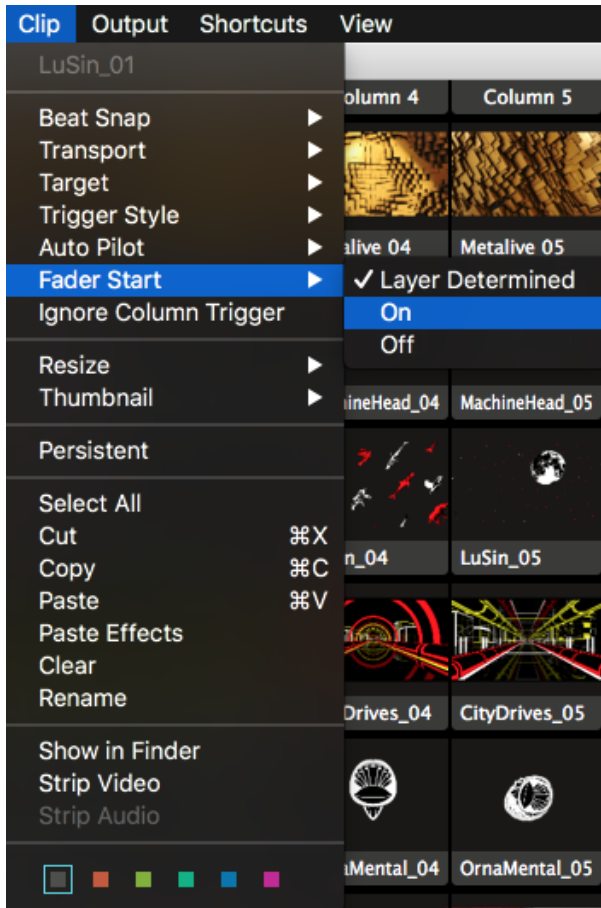 Clip Output Shortcuts View
LuSin_01
Beat Snap
Transport
Target
Trigger Style
Auto Pilot
Fader Start
Ignore Column Trigger
Resize
Thumbnail
Persistent
Select All
Cut ⌘X
Copy ⌘C
Paste ⌘V
Paste Effects
Clear
Rename
Show in Finder
Strip Video
Strip Audio
✓ Layer Determined
On
Off
olumn 4 Column 5
alive 04 Metalive 05
ineHead_04 MachineHead_05
n_04 LuSin_05
Drives_04 CityDrives_05
Mental_04 OrnaMental_05